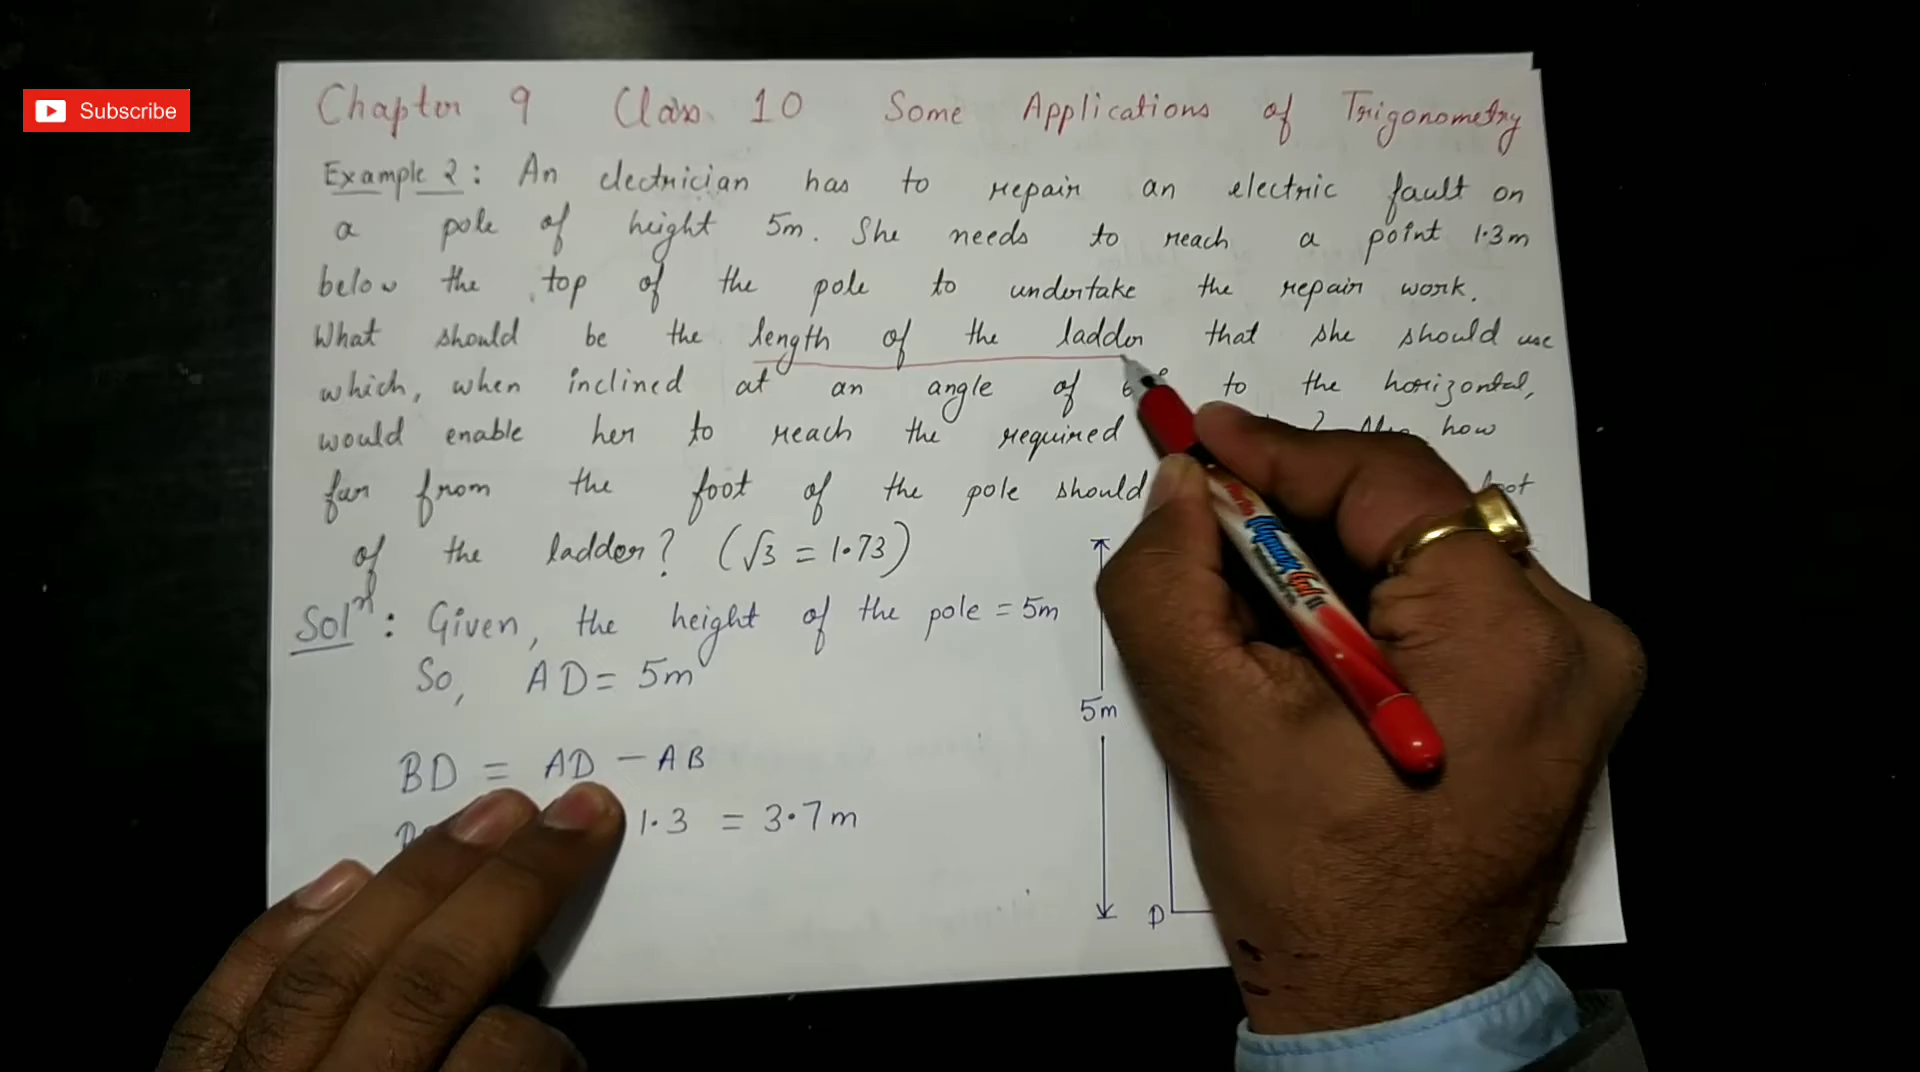 Subscribe
Chapter 9 Class 10 Some Applications of Trigonometry
Example 2: An electrician has to repair an electric fault on
a pole of height 5m. She needs to reach a point 1.3m
below the top of the pole to undertake the repair work.
What should be the length of the ladder that she should use
which, when inclined at an angle of to the horizontal,
would enable her to reach the required ? Also how
far from the foot of the pole should foot
of the ladder? (√3 = 1.73)
Solⁿ: Given, the height of the pole = 5m
So, AD = 5m
BD = AD - AB
1.3 = 3.7m
5m
D